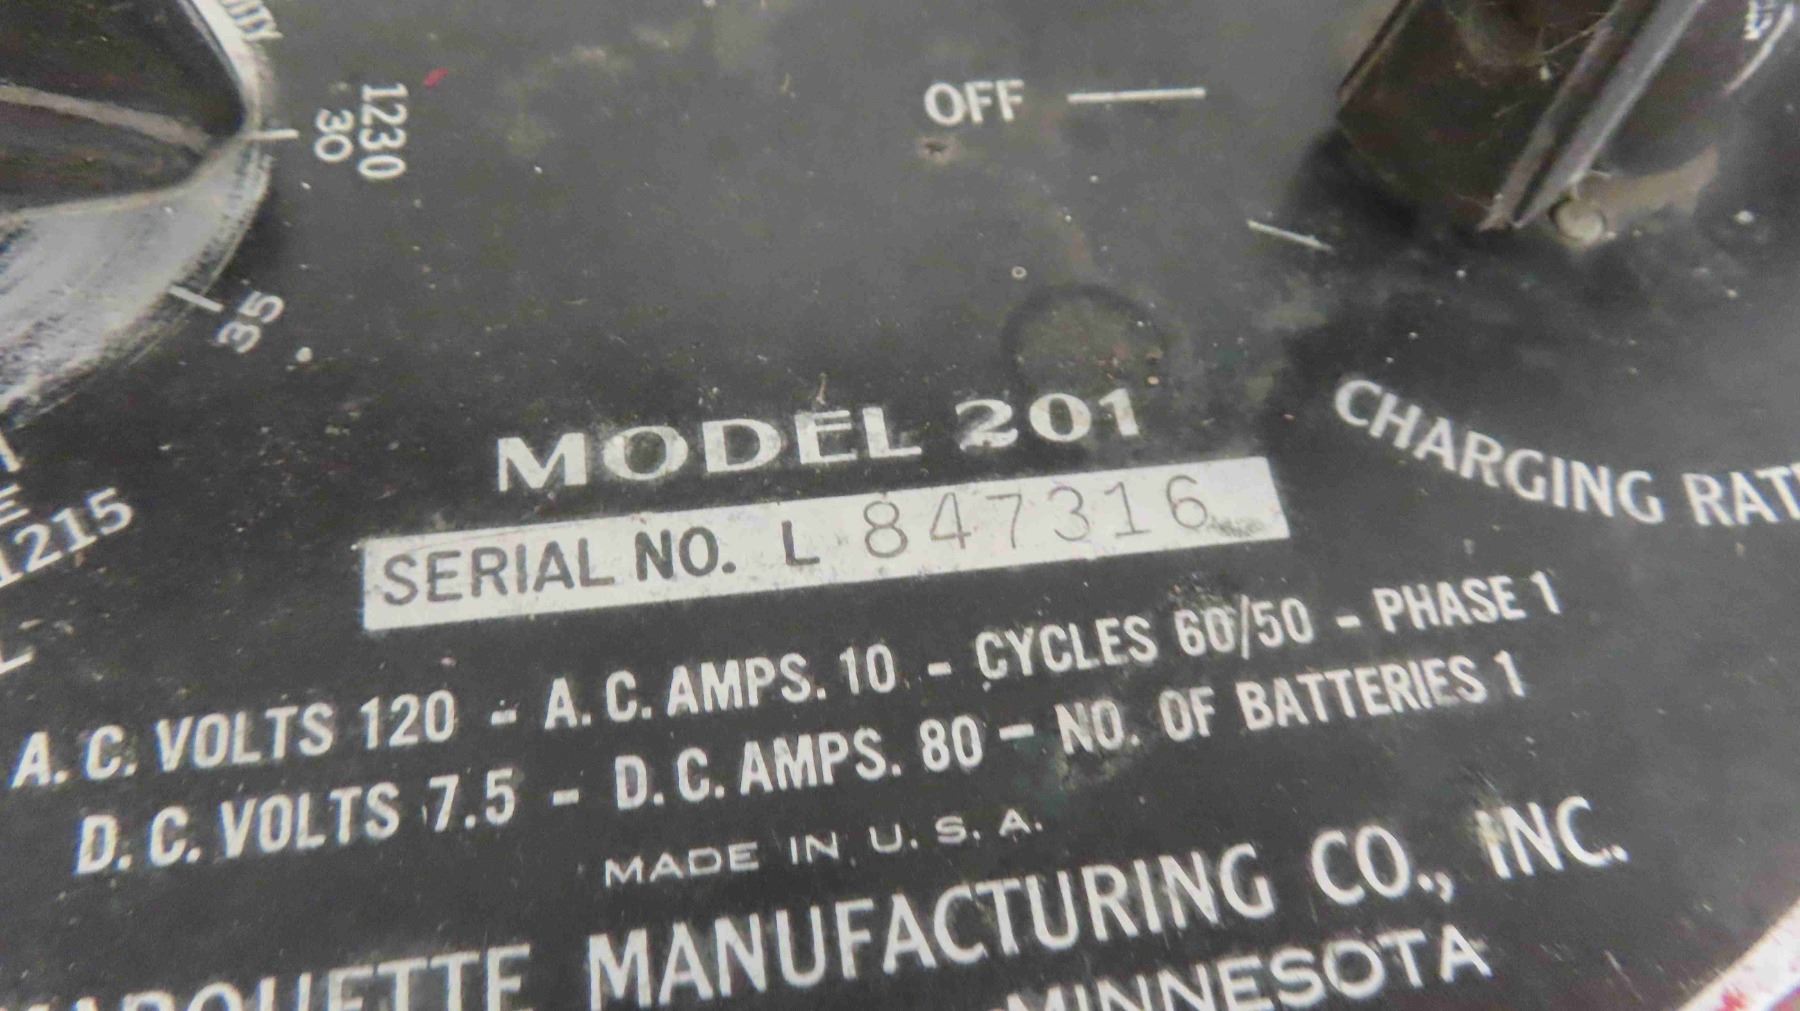 1230
30
OFF
35
MODEL 201
CHARGING RAT
1215
SERIAL NO. L 847316
A. C. VOLTS 120 - A. C. AMPS. 10 - CYCLES 60/50 - PHASE 1
D. C. VOLTS 7.5 - D. C. AMPS. 80 - NO. OF BATTERIES 1
MADE IN U. S. A.
MARQUETTE MANUFACTURING CO., INC.
MINNESOTA